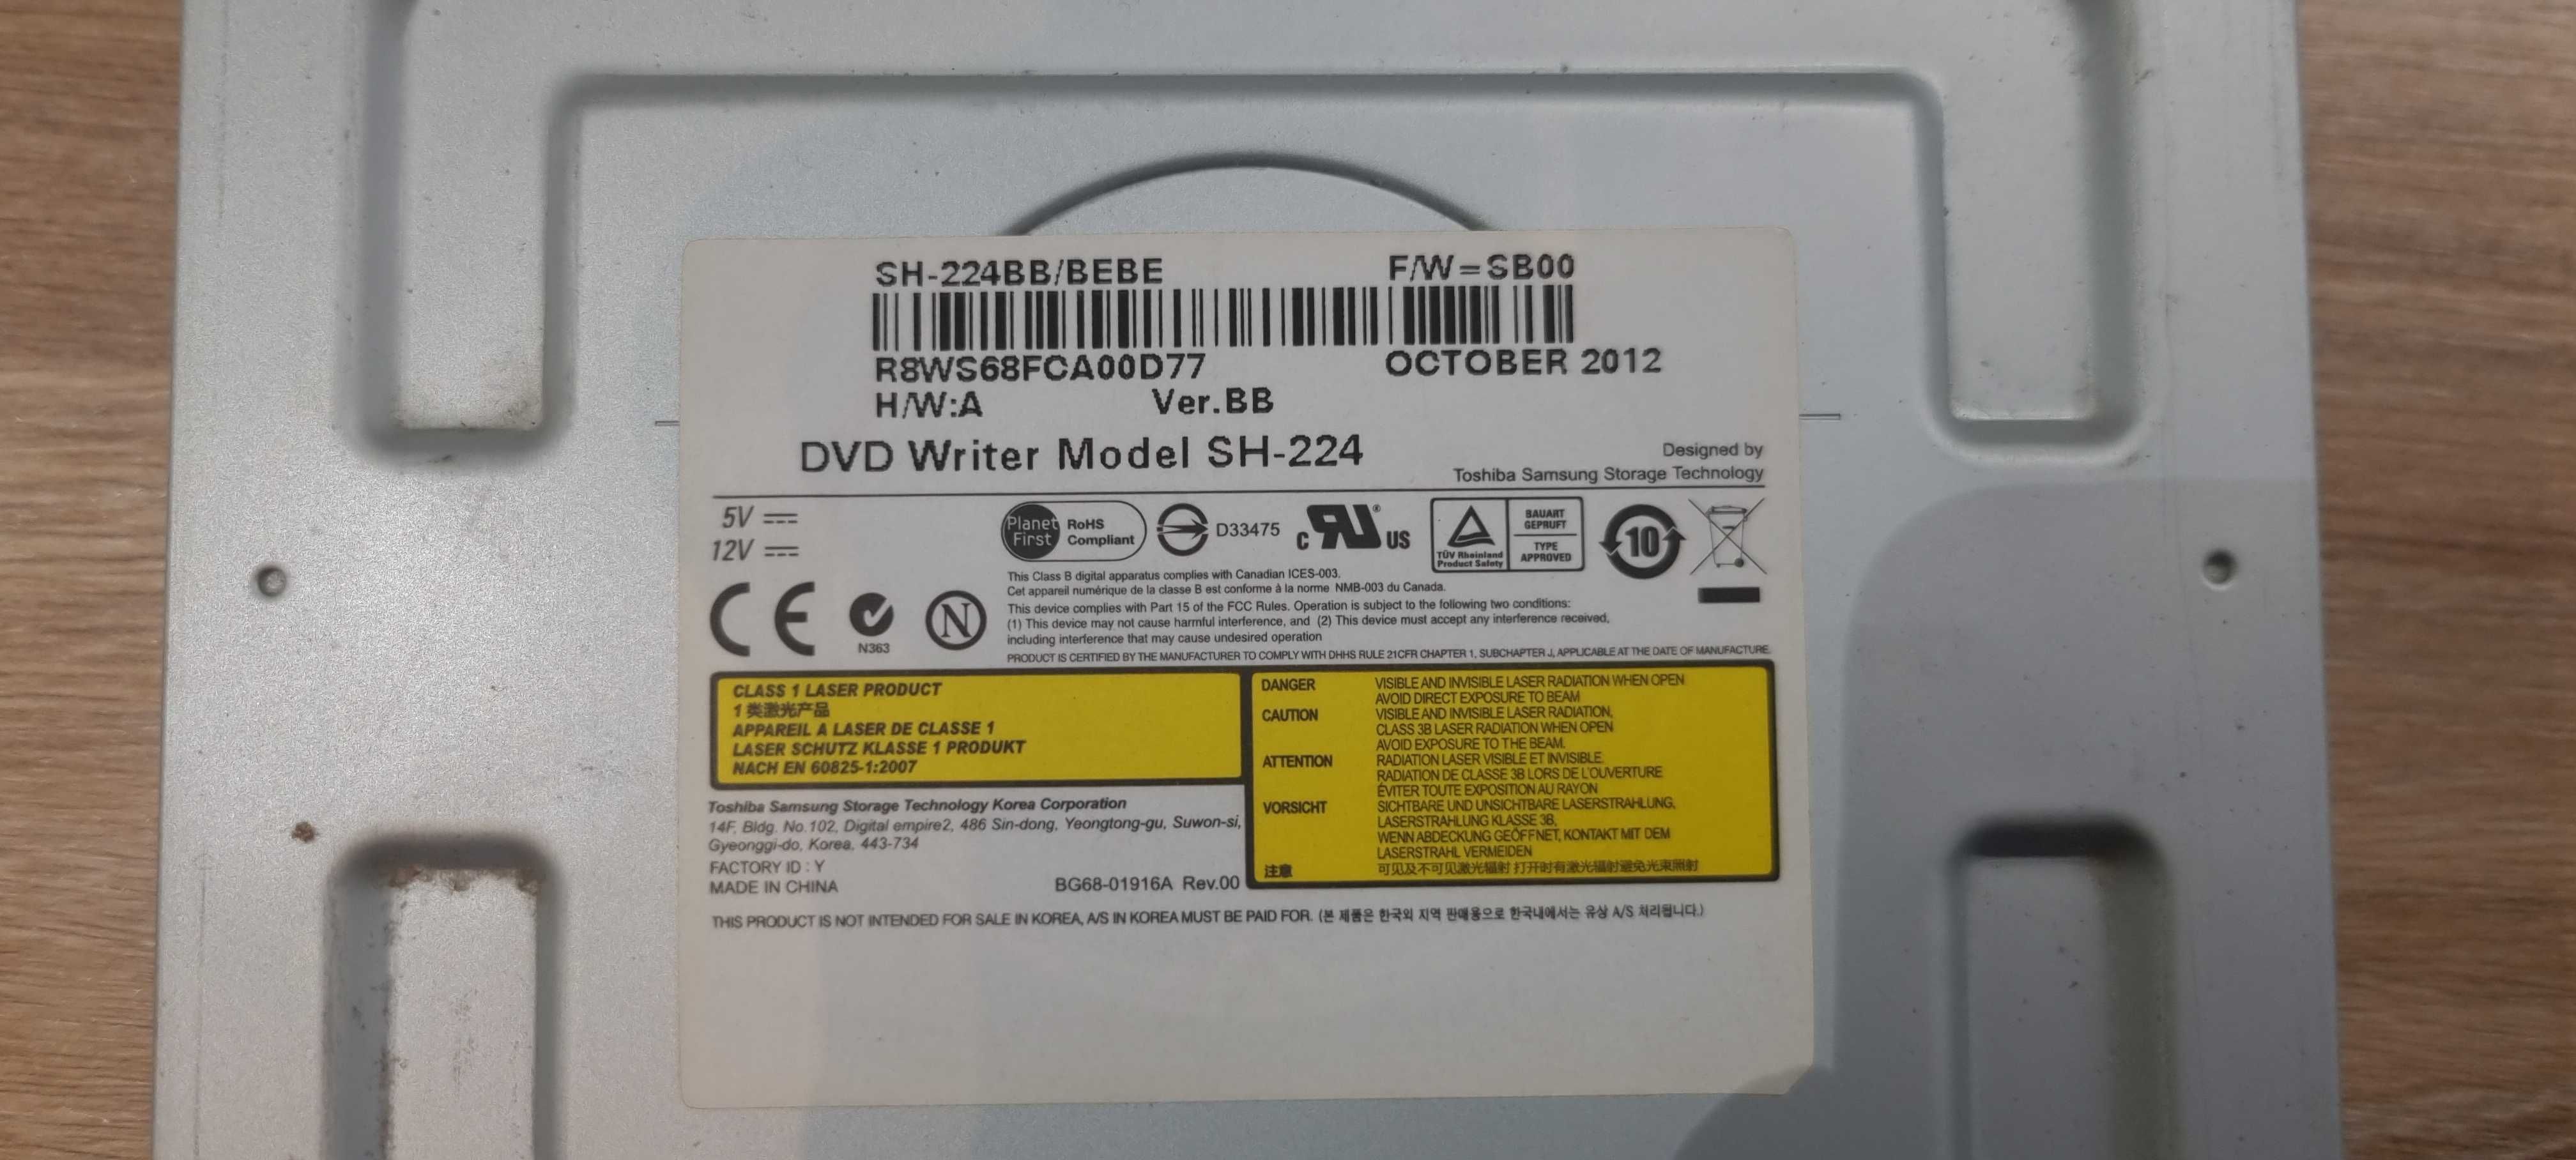 SH-224BB/BEBE F/W=SB00
R8WS68FCA00D77 OCTOBER 2012
H/W:A Ver.BB
DVD Writer Model SH-224
Designed by
Toshiba Samsung Storage Technology
5V
12V
Planet First RoHS Compliant
D33475
c RU ® US
TÜV Rheinland
Product Safety
BAUART
GEPRUFT
TYPE
APPROVED
10
CE
N363
N
This Class B digital apparatus complies with Canadian ICES-003.
Cet appareil numérique de la classe B est conforme à la norme NMB-003 du Canada.
This device complies with Part 15 of the FCC Rules. Operation is subject to the following two conditions:
(1) This device may not cause harmful interference, and (2) This device must accept any interference received,
including interference that may cause undesired operation
PRODUCT IS CERTIFIED BY THE MANUFACTURER TO COMPLY WITH DHHS RULE 21CFR CHAPTER 1, SUBCHAPTER J, APPLICABLE AT THE DATE OF MANUFACTURE.
CLASS 1 LASER PRODUCT
1 类激光产品
APPAREIL A LASER DE CLASSE 1
LASER SCHUTZ KLASSE 1 PRODUKT
NACH EN 60825-1:2007
DANGER VISIBLE AND INVISIBLE LASER RADIATION WHEN OPEN
AVOID DIRECT EXPOSURE TO BEAM
CAUTION VISIBLE AND INVISIBLE LASER RADIATION,
CLASS 3B LASER RADIATION WHEN OPEN
AVOID EXPOSURE TO THE BEAM.
ATTENTION RADIATION LASER VISIBLE ET INVISIBLE,
RADIATION DE CLASSE 3B LORS DE L'OUVERTURE
ÉVITER TOUTE EXPOSITION AU RAYON
VORSICHT SICHTBARE UND UNSICHTBARE LASERSTRAHLUNG,
LASERSTRAHLUNG KLASSE 3B,
WENN ABDECKUNG GEÖFFNET, KONTAKT MIT DEM
LASERSTRAHL VERMEIDEN
注意 可见及不可见激光辐射 打开时有激光辐射避免光束照射
Toshiba Samsung Storage Technology Korea Corporation
14F, Bldg. No.102, Digital empire2, 486 Sin-dong, Yeongtong-gu, Suwon-si,
Gyeonggi-do, Korea, 443-734
FACTORY ID : Y
MADE IN CHINA BG68-01916A Rev.00
THIS PRODUCT IS NOT INTENDED FOR SALE IN KOREA, A/S IN KOREA MUST BE PAID FOR. (본 제품은 한국외 지역 판매용으로 한국내에서는 유상 A/S 처리됩니다.)